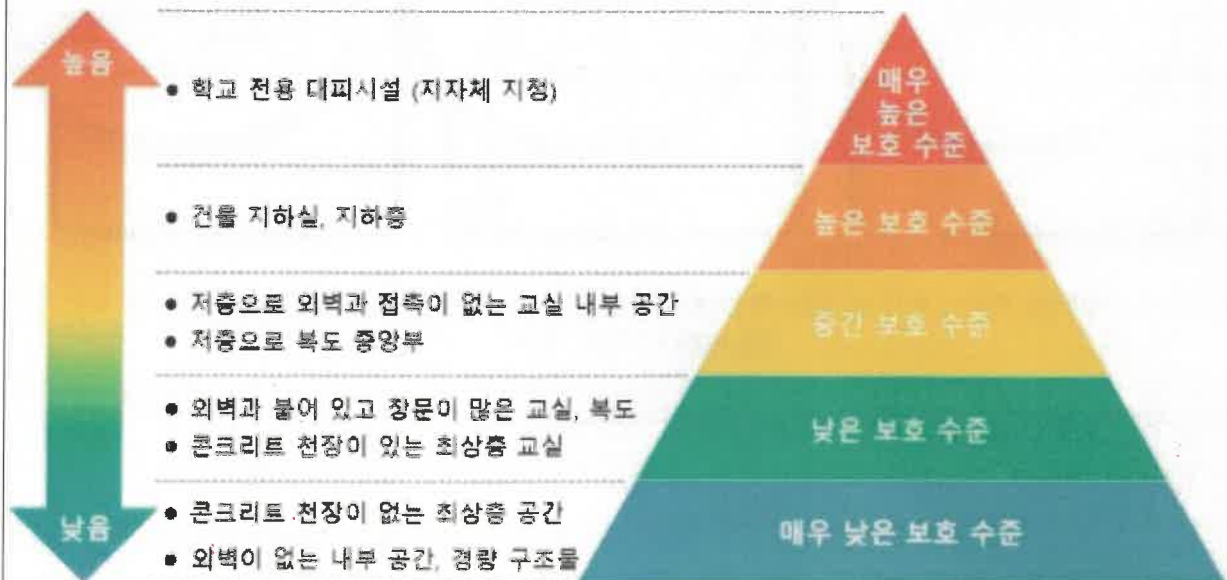 높음
• 학교 전용 대피시설 (지자체 지정)
매우
높은
보호 수준
• 건물 지하실, 지하층
높은 보호 수준
• 저층으로 외벽과 접촉이 없는 교실 내부 공간
• 저층으로 복도 중앙부
중간 보호 수준
• 외벽과 붙어 있고 창문이 많은 교실, 복도
• 콘크리트 천장이 있는 최상층 교실
낮은 보호 수준
• 콘크리트 천장이 없는 최상층 공간
• 외벽이 없는 내부 공간, 경량 구조물
낮음
매우 낮은 보호 수준